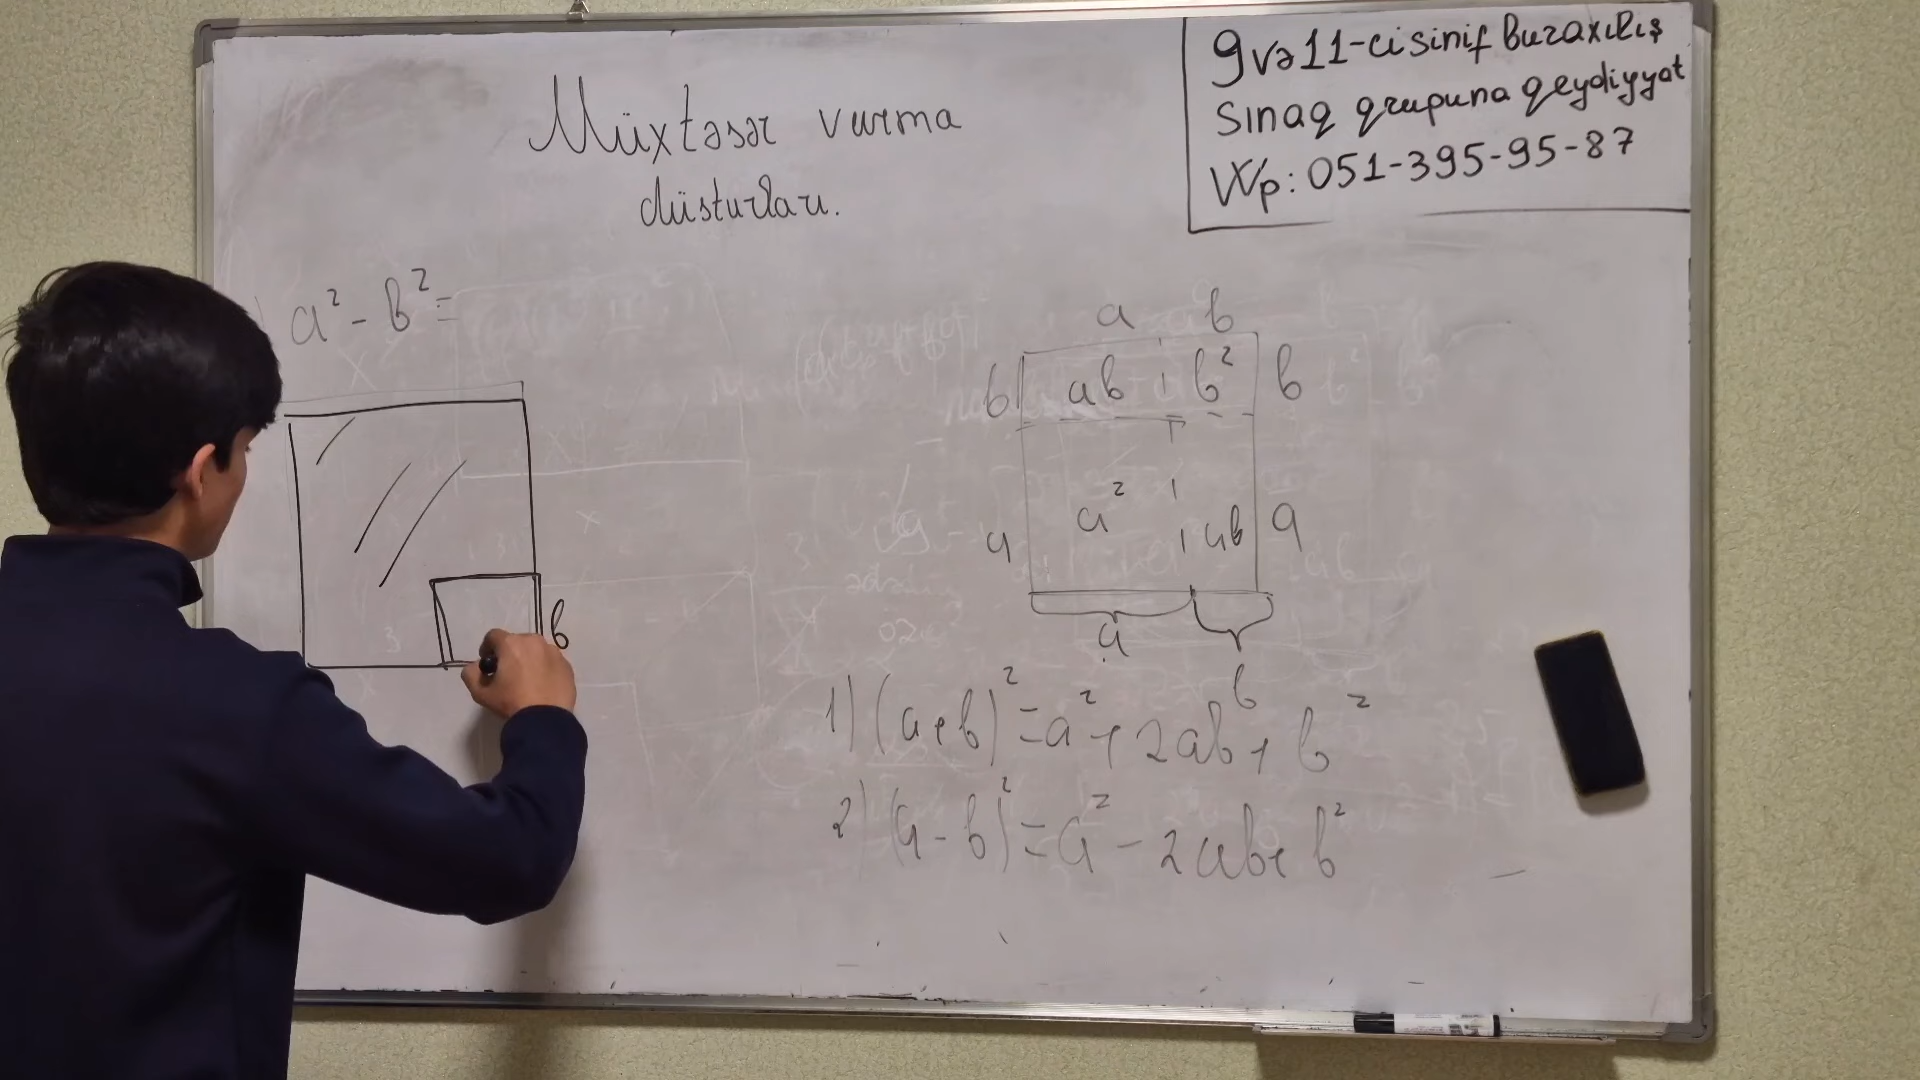 Müxtəsər vurma
düsturları.
9 və 11-ci sinif buraxılış
sınaq qrupuna qeydiyyat
Wp: 051-395-95-87
a² - b² =
b
a b
b ab b² b
a a² ab a
a
b
1) (a+b)² = a² + 2ab + b²
2) (a - b)² = a² - 2ab + b²